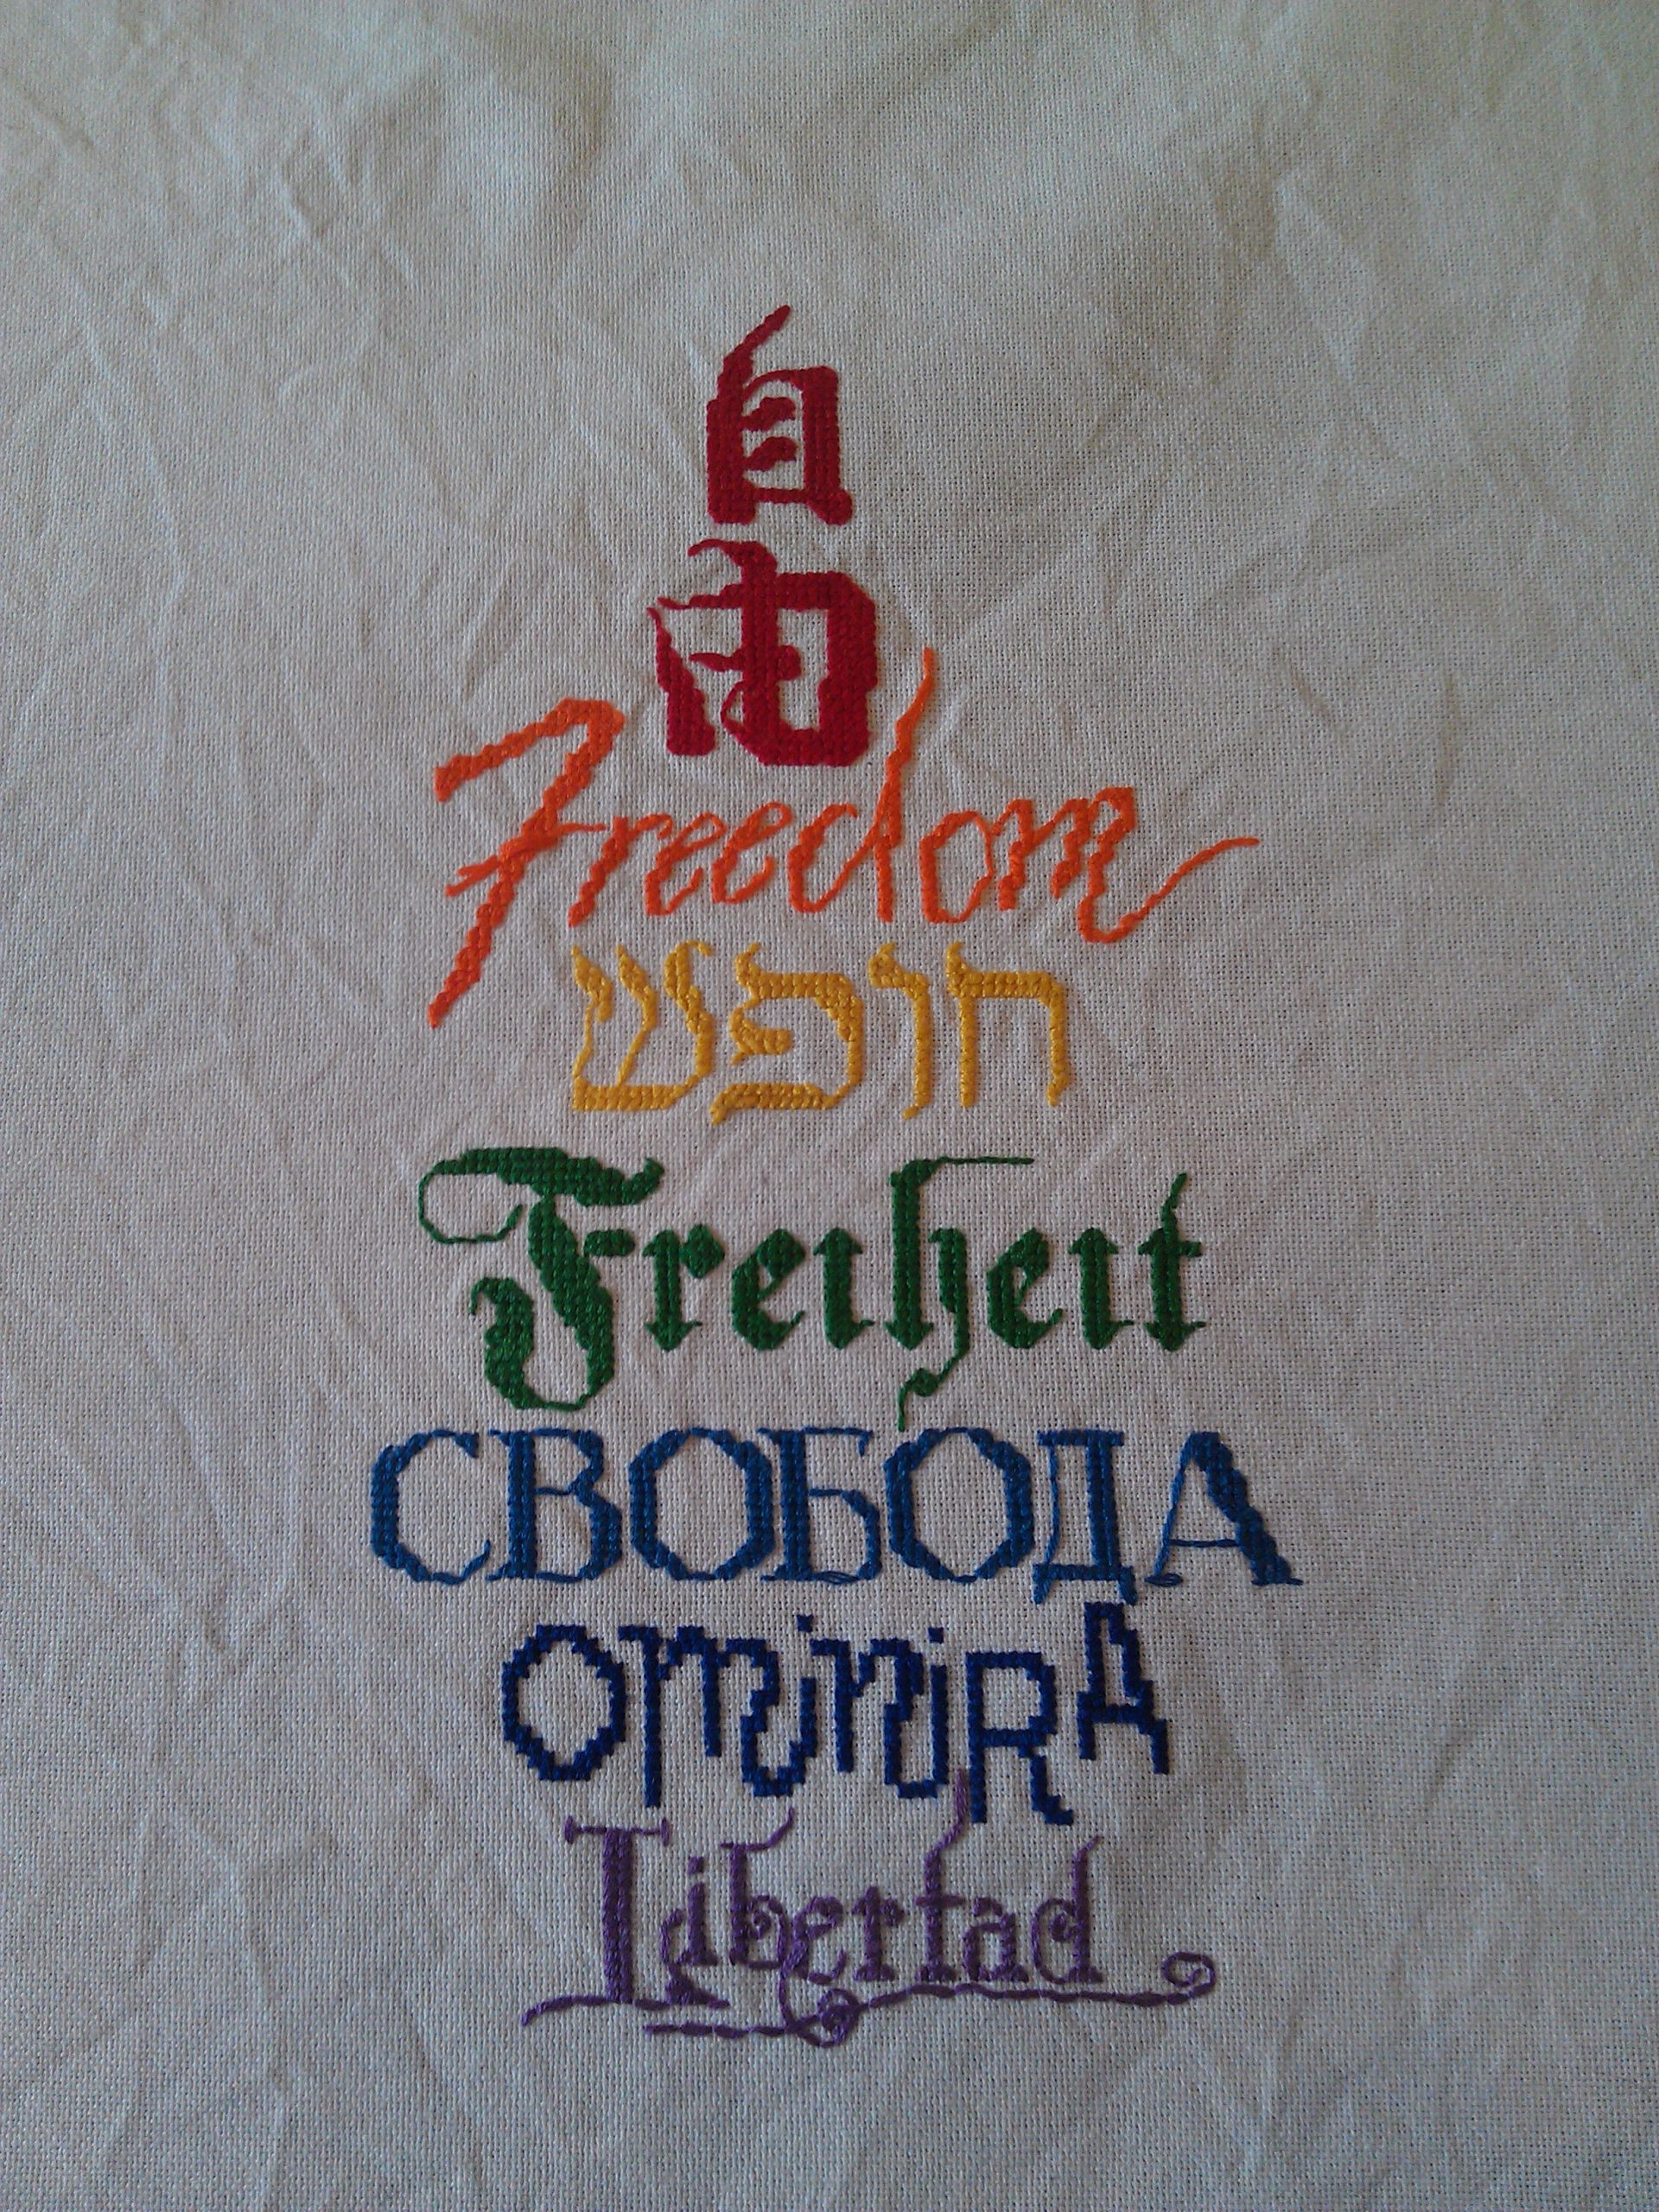 自
由
Freedom
חופש
Freiheit
СВОБОДА
OminiRA
Libertad